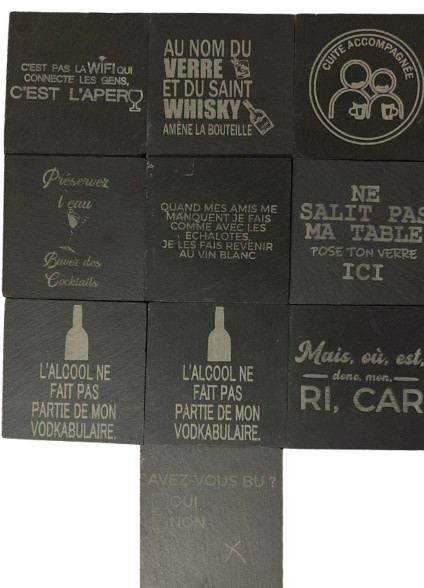 C'EST PAS LA WIFI QUI
CONNECTE LES GENS,
C'EST L'APERO
AU NOM DU
VERRE
ET DU SAINT
WHISKY
AMÈNE LA BOUTEILLE
CUITE ACCOMPAGNÉE
Préservez
l'eau
Buvez des
Cocktails
QUAND MES AMIS ME
MANQUENT JE FAIS
COMME AVEC LES
ECHALOTES,
JE LES FAIS REVENIR
AU VIN BLANC
NE
SALIT PAS
MA TABLE
POSE TON VERRE
ICI
L'ALCOOL NE
FAIT PAS
PARTIE DE MON
VODKABULAIRE.
L'ALCOOL NE
FAIT PAS
PARTIE DE MON
VODKABULAIRE.
Mais, où, est,
donc, mon,
RI, CAR
AVEZ-VOUS BU ?
OUI
NON